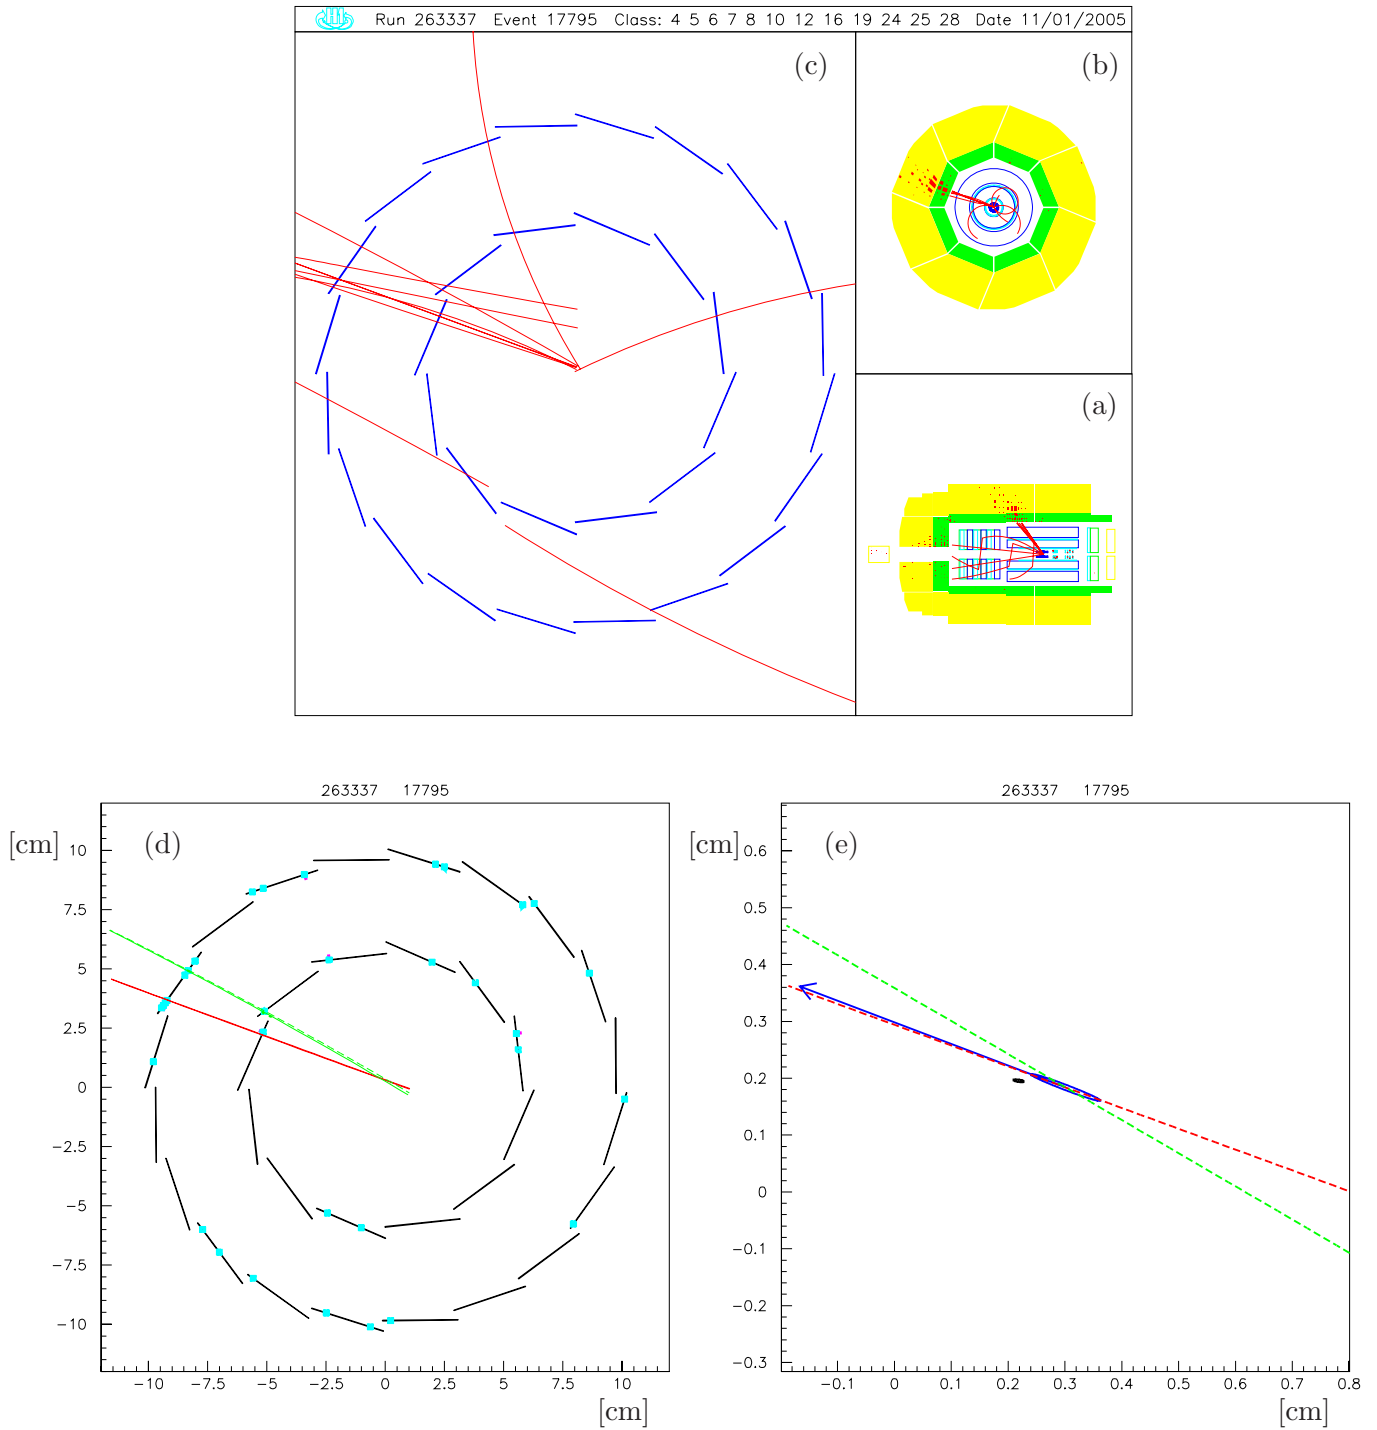 Run 263337 Event 17795 Class: 4 5 6 7 8 10 12 16 19 24 25 28 Date 11/01/2005
(c)
(b)
(a)
263337 17795
(d)
[cm]
10
7.5
5
2.5
0
-2.5
-5
-7.5
-10
-10 -7.5 -5 -2.5 0 2.5 5 7.5 10
[cm]
263337 17795
(e)
[cm]
0.6
0.5
0.4
0.3
0.2
0.1
0
-0.1
-0.2
-0.3
-0.1 0 0.1 0.2 0.3 0.4 0.5 0.6 0.7 0.8
[cm]